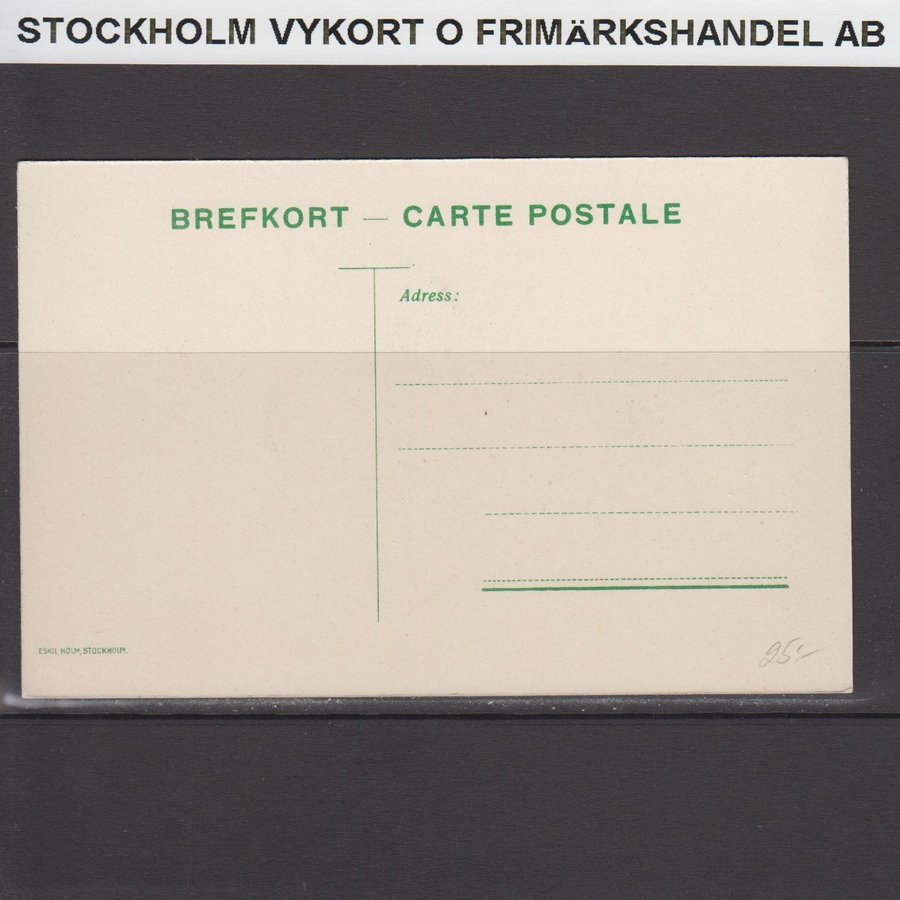 STOCKHOLM VYKORT O FRIMÄRKSHANDEL AB
BREFKORT — CARTE POSTALE
Adress:
ESKIL HOLM, STOCKHOLM.
25:-